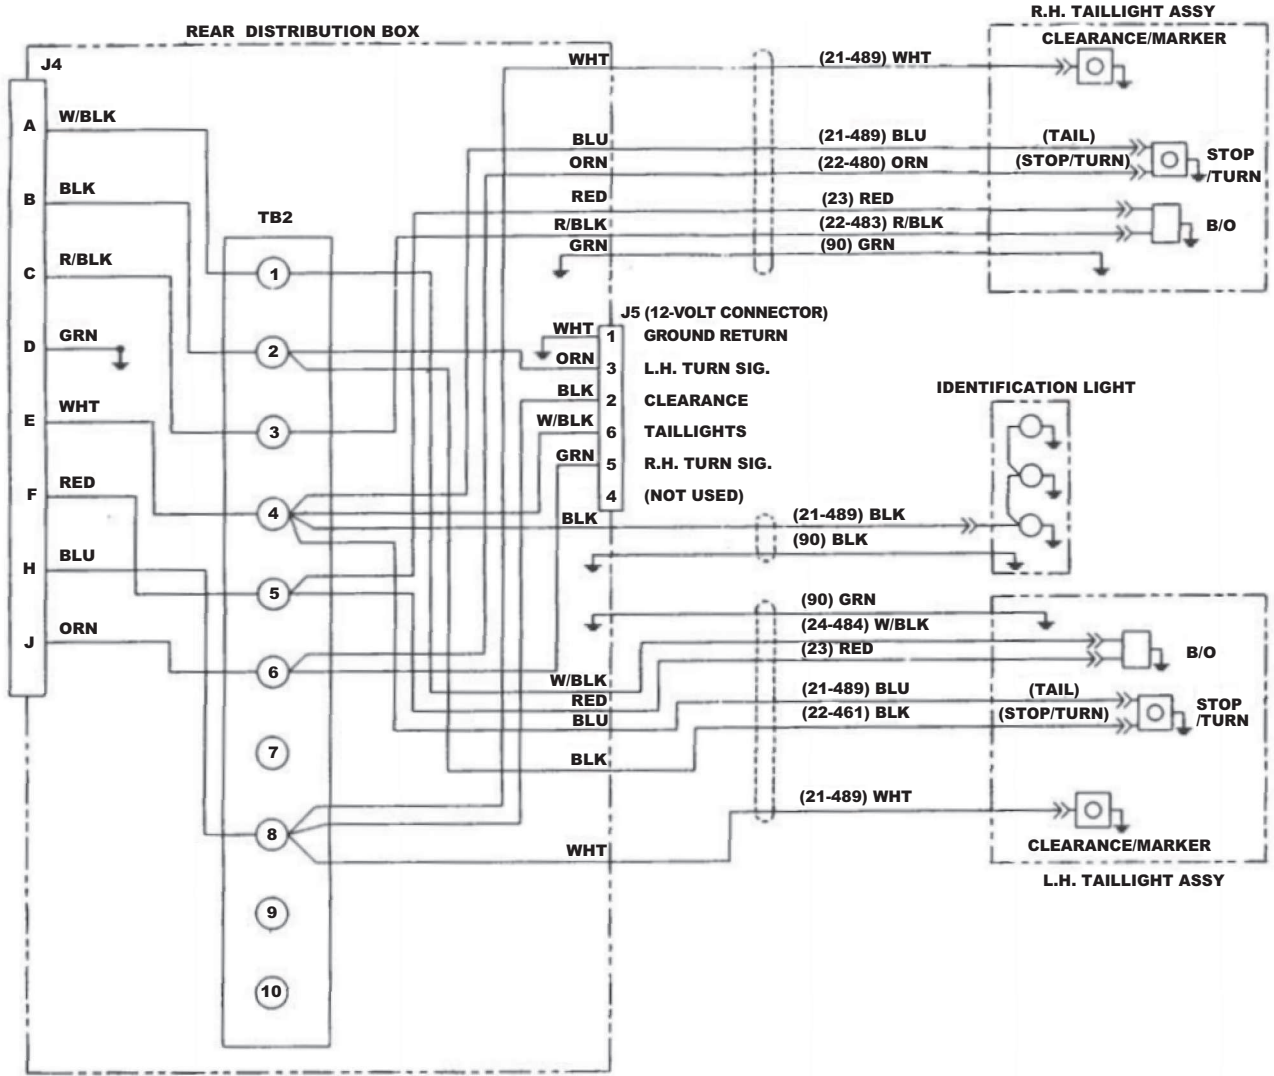 R.H. TAILLIGHT ASSY
REAR DISTRIBUTION BOX
CLEARANCE/MARKER
J4
WHT
(21-489) WHT
A
W/BLK
BLU
(21-489) BLU
(TAIL)
ORN
(22-480) ORN
(STOP/TURN)
STOP
/TURN
B
BLK
RED
(23) RED
TB2
R/BLK
(22-483) R/BLK
B/O
GRN
(90) GRN
C
R/BLK
1
J5 (12-VOLT CONNECTOR)
D
GRN
WHT
1
GROUND RETURN
2
ORN
3
L.H. TURN SIG.
IDENTIFICATION LIGHT
BLK
2
CLEARANCE
E
WHT
3
W/BLK
6
TAILLIGHTS
GRN
5
R.H. TURN SIG.
F
RED
4
(NOT USED)
4
BLK
(21-489) BLK
(90) BLK
H
BLU
5
(90) GRN
(24-484) W/BLK
J
ORN
(23) RED
B/O
6
W/BLK
(21-489) BLU
(TAIL)
RED
(22-461) BLK
(STOP/TURN)
STOP
/TURN
BLU
7
BLK
(21-489) WHT
8
WHT
CLEARANCE/MARKER
L.H. TAILLIGHT ASSY
9
10